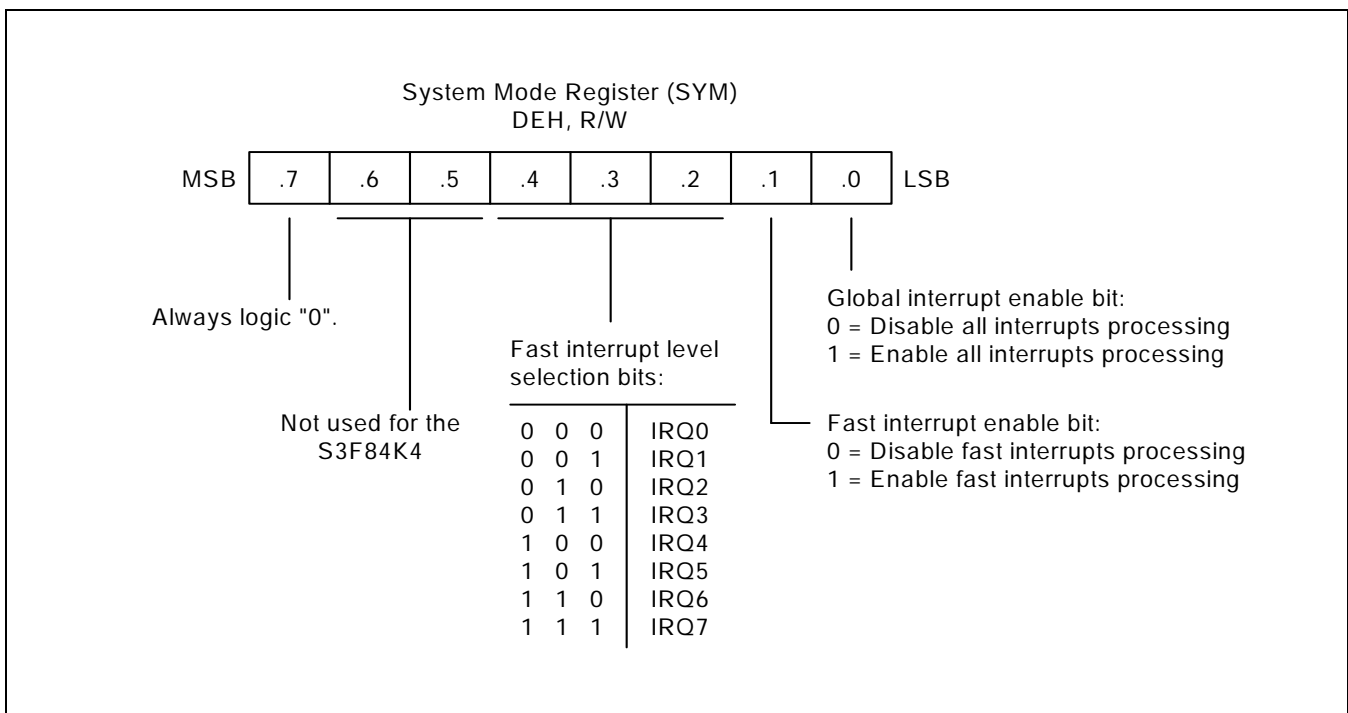 System Mode Register (SYM)
DEH, R/W
MSB .7 .6 .5 .4 .3 .2 .1 .0 LSB
Always logic "0".
Not used for the
S3F84K4
Fast interrupt level
selection bits:
0 0 0 IRQ0
0 0 1 IRQ1
0 1 0 IRQ2
0 1 1 IRQ3
1 0 0 IRQ4
1 0 1 IRQ5
1 1 0 IRQ6
1 1 1 IRQ7
Global interrupt enable bit:
0 = Disable all interrupts processing
1 = Enable all interrupts processing
Fast interrupt enable bit:
0 = Disable fast interrupts processing
1 = Enable fast interrupts processing